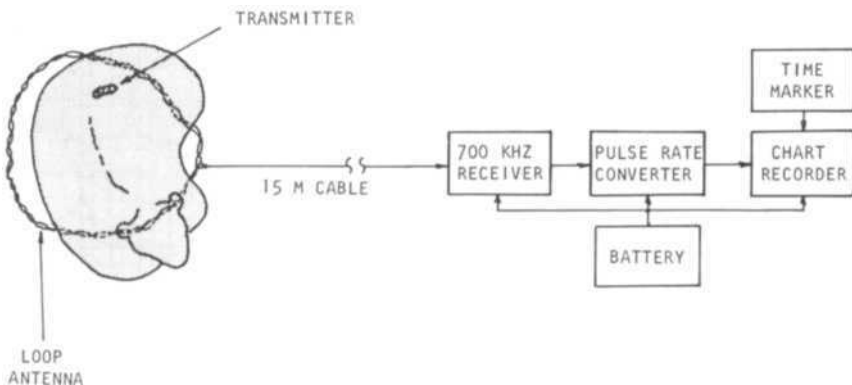 TRANSMITTER
TIME
MARKER
700 KHZ
RECEIVER
PULSE RATE
CONVERTER
CHART
RECORDER
15 M CABLE
BATTERY
LOOP
ANTENNA